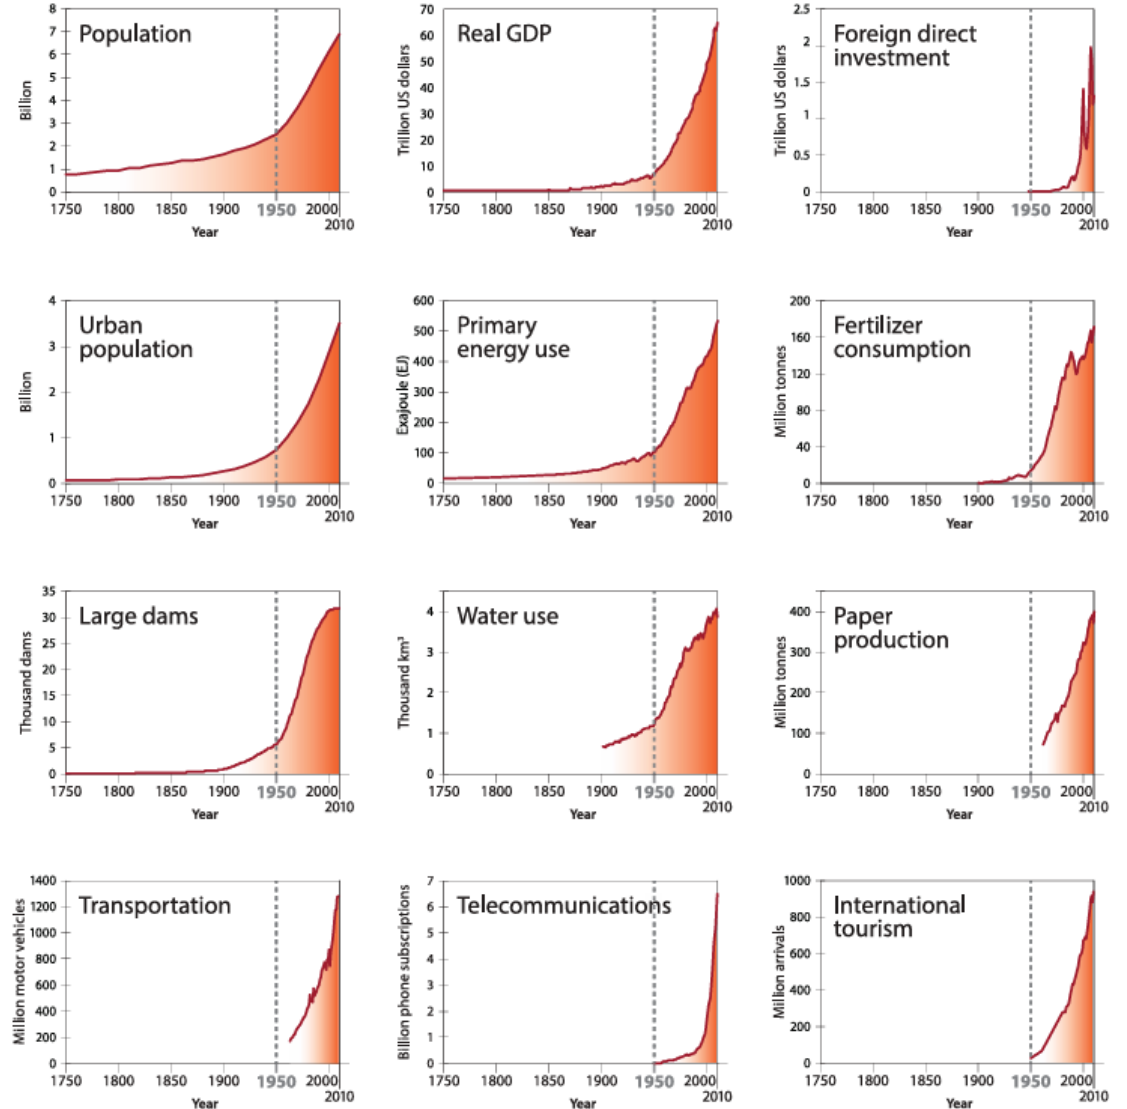 Population
Billion
8
7
6
5
4
3
2
1
0
1750 1800 1850 1900 1950 2000
2010
Year
Real GDP
Trillion US dollars
70
60
50
40
30
20
10
0
1750 1800 1850 1900 1950 2000
2010
Year
Foreign direct
investment
Trillion US dollars
2.5
2
1.5
1
0.5
0
1750 1800 1850 1900 1950 2000
2010
Year
Urban
population
Billion
4
3
2
1
0
1750 1800 1850 1900 1950 2000
2010
Year
Primary
energy use
Exajoule (EJ)
600
500
400
300
200
100
0
1750 1800 1850 1900 1950 2000
2010
Year
Fertilizer
consumption
Million tonnes
200
160
120
80
40
0
1750 1800 1850 1900 1950 2000
2010
Year
Large dams
Thousand dams
35
30
25
20
15
10
5
0
1750 1800 1850 1900 1950 2000
2010
Year
Water use
Thousand km³
4
3
2
1
0
1750 1800 1850 1900 1950 2000
2010
Year
Paper
production
Million tonnes
400
300
200
100
0
1750 1800 1850 1900 1950 2000
2010
Year
Transportation
Million motor vehicles
1400
1200
1000
800
600
400
200
0
1750 1800 1850 1900 1950 2000
2010
Year
Telecommunications
Billion phone subscriptions
7
6
5
4
3
2
1
0
1750 1800 1850 1900 1950 2000
2010
Year
International
tourism
Million arrivals
1000
800
600
400
200
0
1750 1800 1850 1900 1950 2000
2010
Year